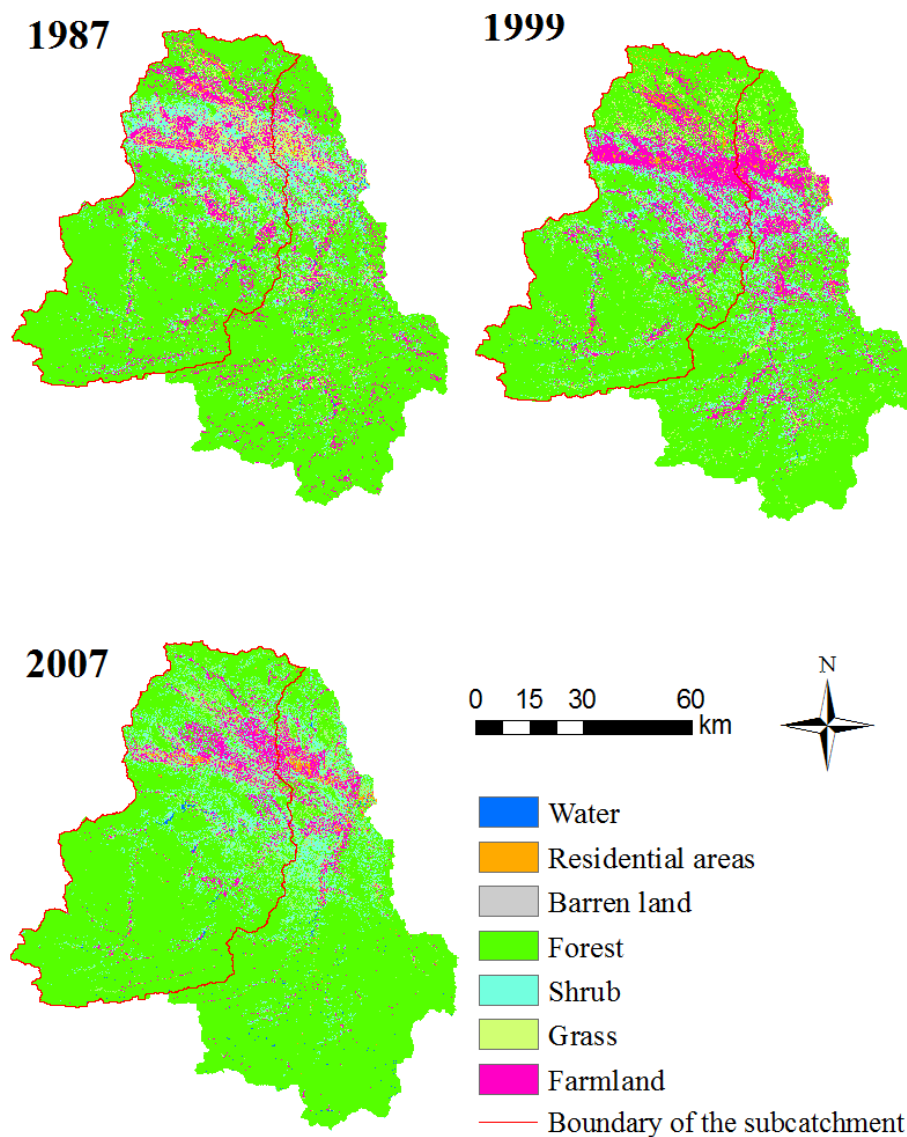 1987
1999
2007
N
0 15 30 60
km
Water
Residential areas
Barren land
Forest
Shrub
Grass
Farmland
Boundary of the subcatchment